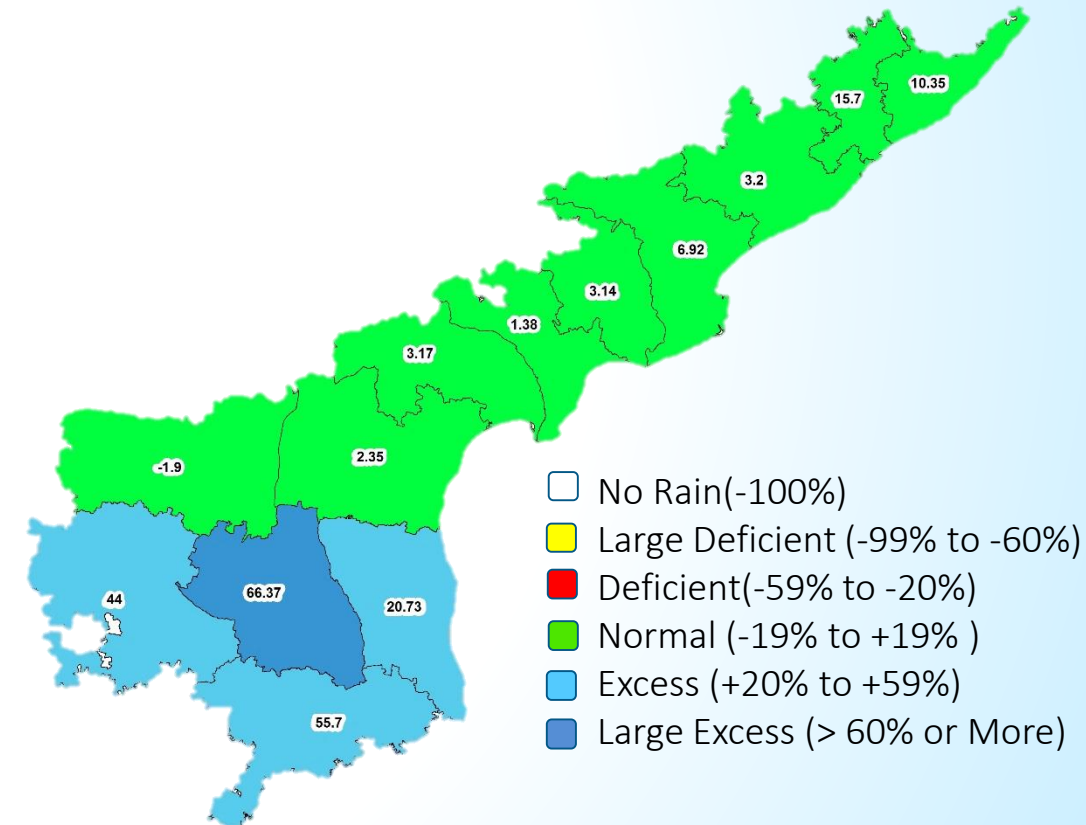 10.35
15.7
3.2
6.92
3.14
1.38
3.17
2.35
-1.9
66.37
44
20.73
55.7
No Rain(-100%)
Large Deficient (-99% to -60%)
Deficient(-59% to -20%)
Normal (-19% to +19% )
Excess (+20% to +59%)
Large Excess (> 60% or More)